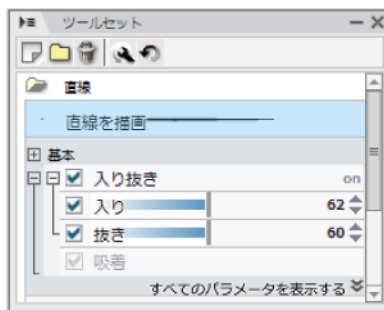 ツールセット
直線
直線を描画
基本
入り抜き on
入り 62
抜き 60
吸着
すべてのパラメータを表示する